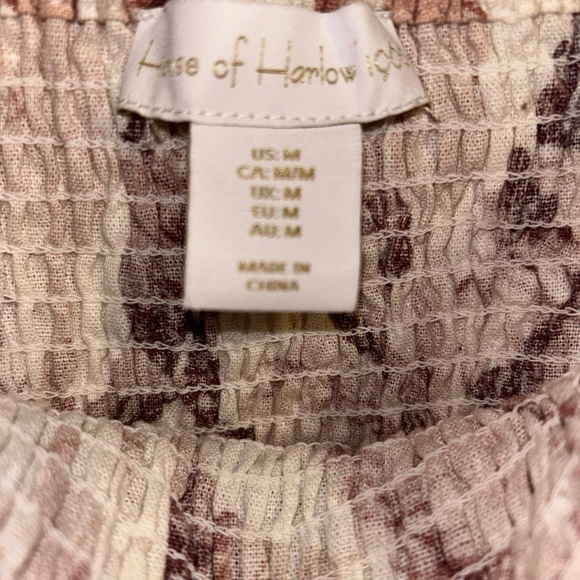 House of Harlow 1960
US: M
CA: M/M
UK: M
EU: M
AU: M
MADE IN
CHINA